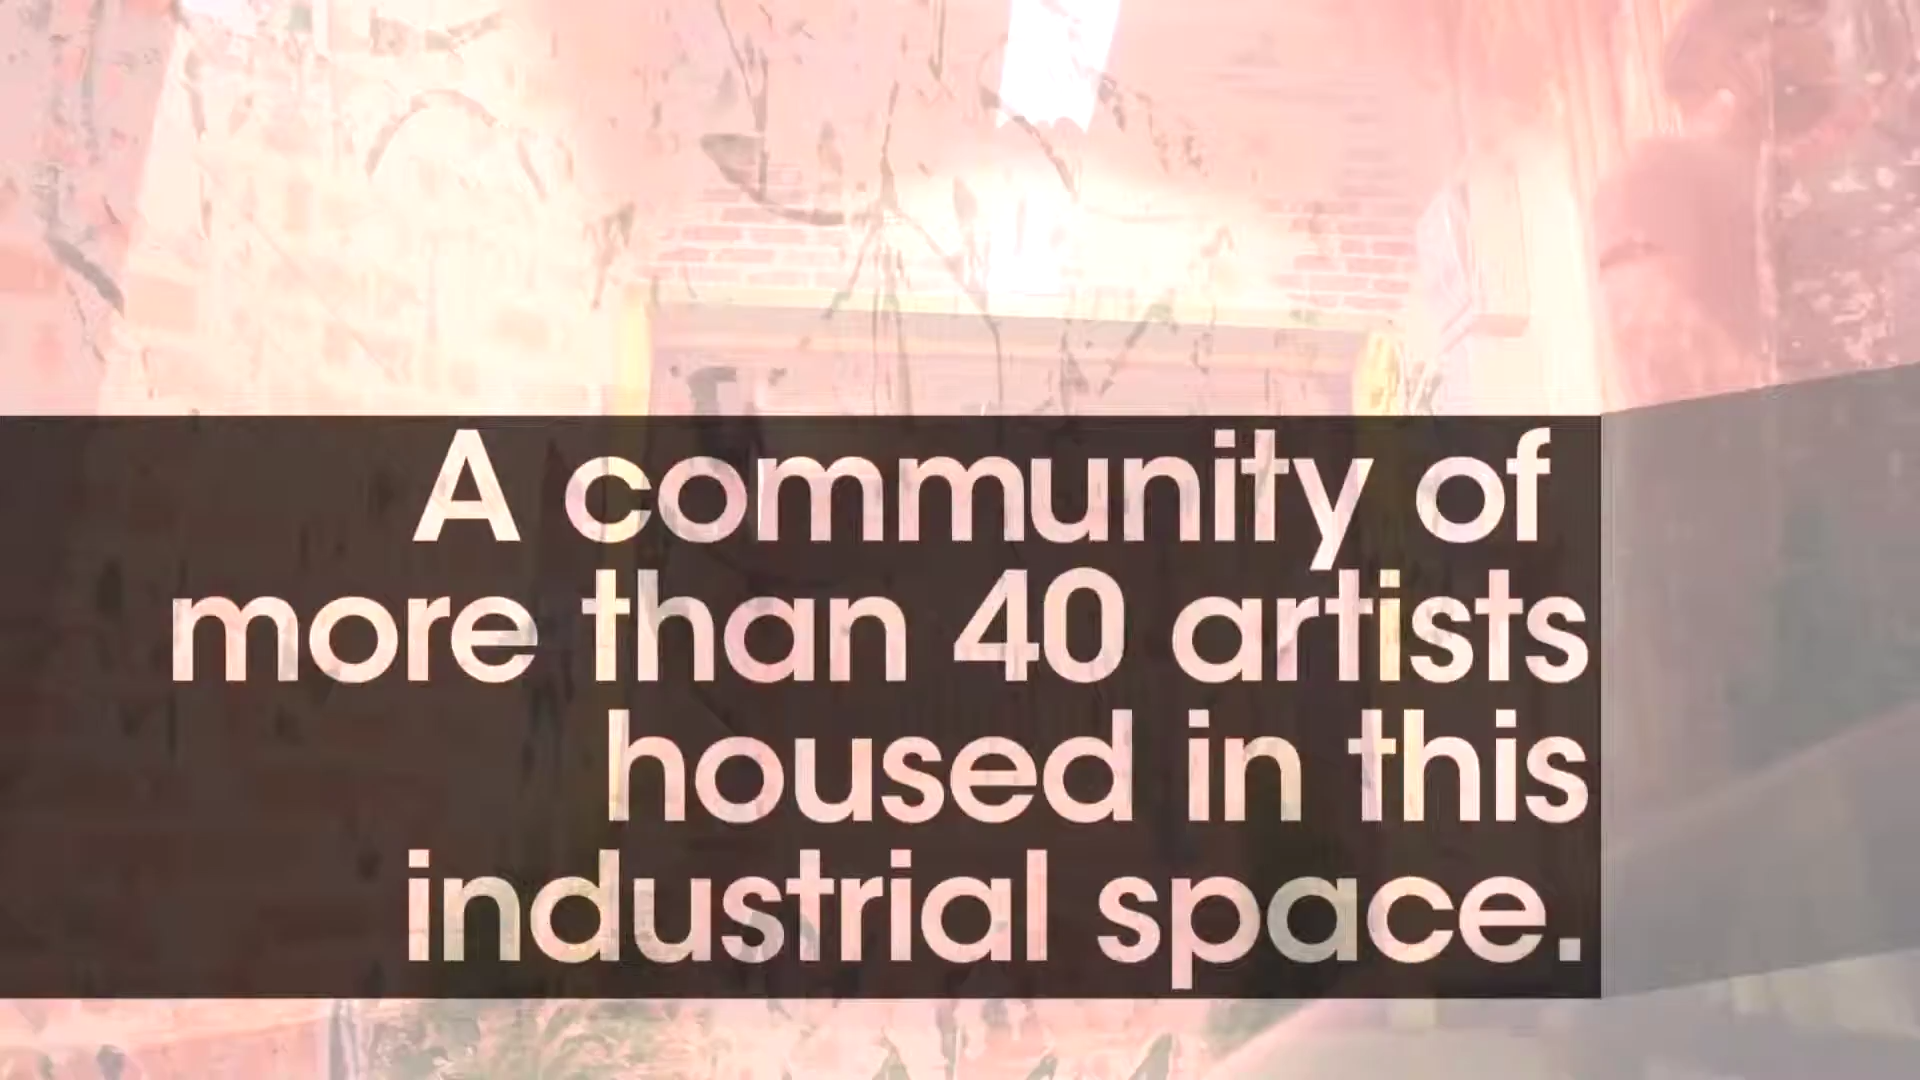 A community of
more than 40 artists
housed in this
industrial space.